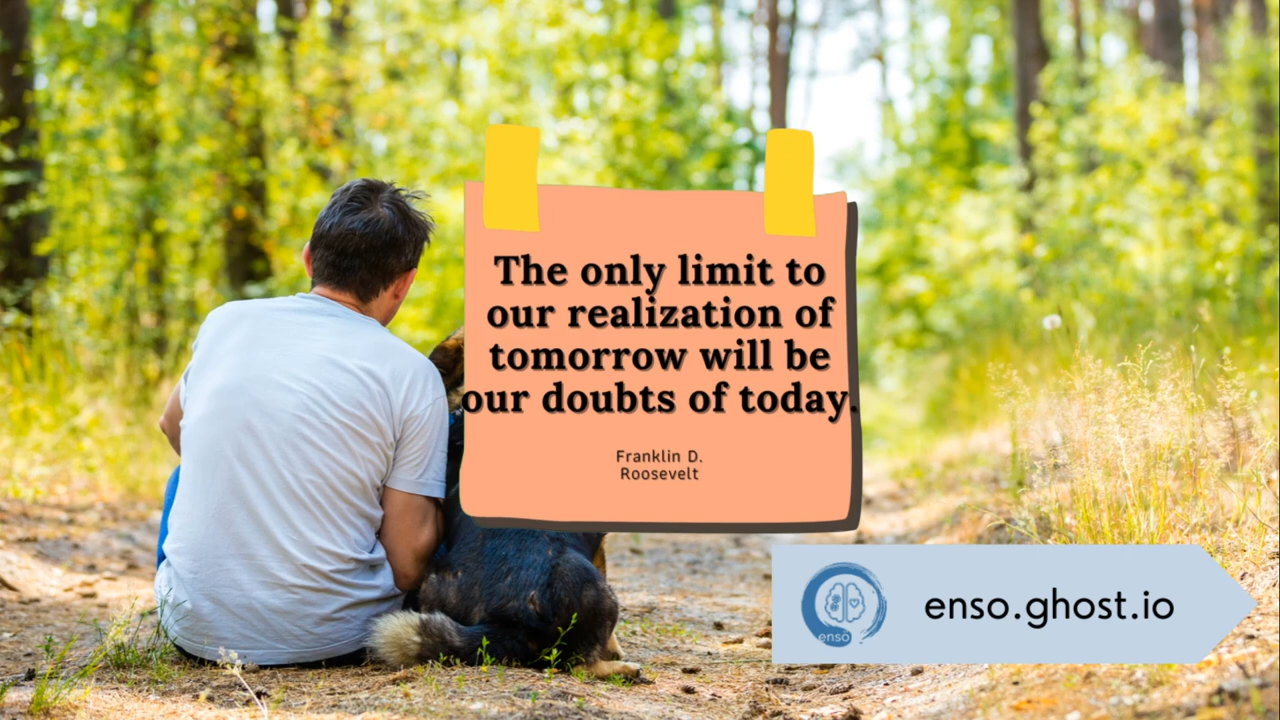 The only limit to
our realization of
tomorrow will be
our doubts of today.
Franklin D.
Roosevelt
enso
enso.ghost.io